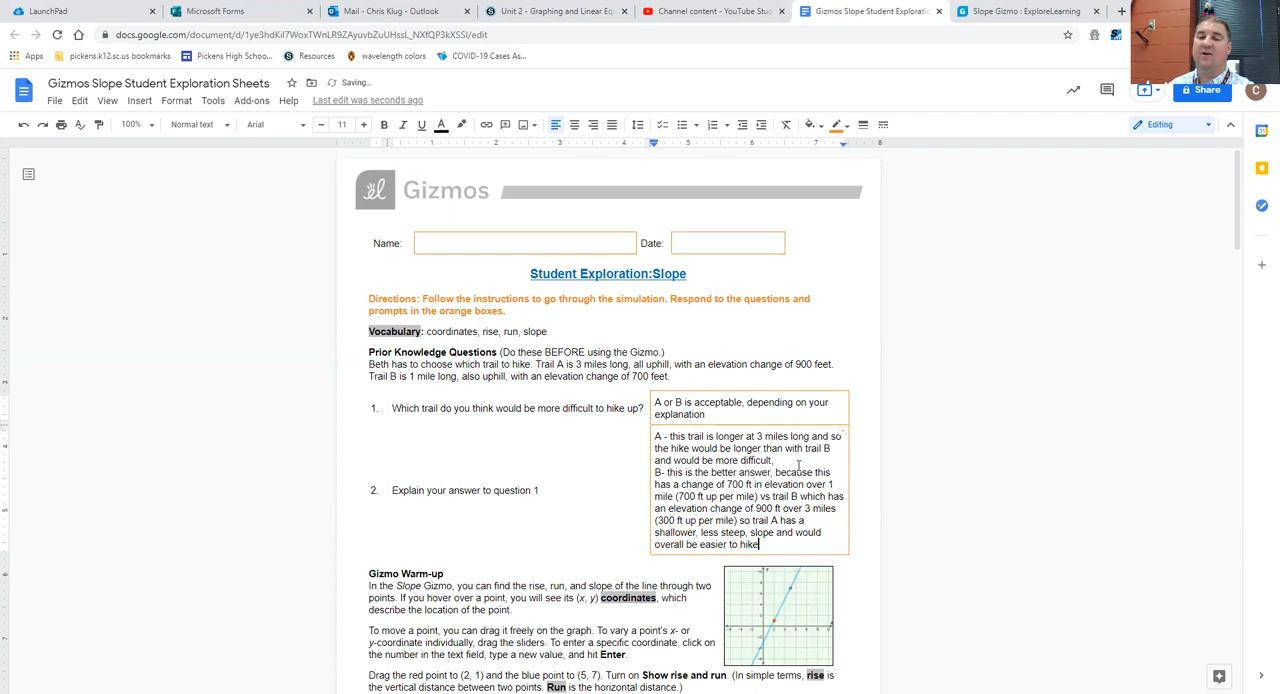 LaunchPad
Microsoft Forms
Mail - Chris Klug - Outlook
Unit 2 - Graphing and Linear Eq
Channel content - YouTube Stud
Gizmos Slope Student Exploratio
Slope Gizmo : ExploreLearning
docs.google.com/document/d/1ye3hdKil7WoxTWnLR9ZAyuvbZuUHssL_NXfQP3kXSSI/edit
Apps
pickens.k12.sc.us bookmarks
Pickens High Schoo...
Resources
wavelength colors
COVID-19 Cases As...
Gizmos Slope Student Exploration Sheets
Saving...
File Edit View Insert Format Tools Add-ons Help Last edit was seconds ago
Share
C
100% Normal text Arial 11
Editing
1 2 3 4 5 6 7 8
Gizmos
Name:
Date:
Student Exploration:Slope
Directions: Follow the instructions to go through the simulation. Respond to the questions and
prompts in the orange boxes.
Vocabulary: coordinates, rise, run, slope
Prior Knowledge Questions (Do these BEFORE using the Gizmo.)
Beth has to choose which trail to hike. Trail A is 3 miles long, all uphill, with an elevation change of 900 feet.
Trail B is 1 mile long, also uphill, with an elevation change of 700 feet.
1. Which trail do you think would be more difficult to hike up?
A or B is acceptable, depending on your
explanation
2. Explain your answer to question 1
A - this trail is longer at 3 miles long and so
the hike would be longer than with trail B
and would be more difficult,
B- this is the better answer, because this
has a change of 700 ft in elevation over 1
mile (700 ft up per mile) vs trail B which has
an elevation change of 900 ft over 3 miles
(300 ft up per mile) so trail A has a
shallower, less steep, slope and would
overall be easier to hike
Gizmo Warm-up
In the Slope Gizmo, you can find the rise, run, and slope of the line through two
points. If you hover over a point, you will see its (x, y) coordinates, which
describe the location of the point.
To move a point, you can drag it freely on the graph. To vary a point's x- or
y-coordinate individually, drag the sliders. To enter a specific coordinate, click on
the number in the text field, type a new value, and hit Enter.
Drag the red point to (2, 1) and the blue point to (5, 7). Turn on Show rise and run. (In simple terms, rise is
the vertical distance between two points. Run is the horizontal distance.)